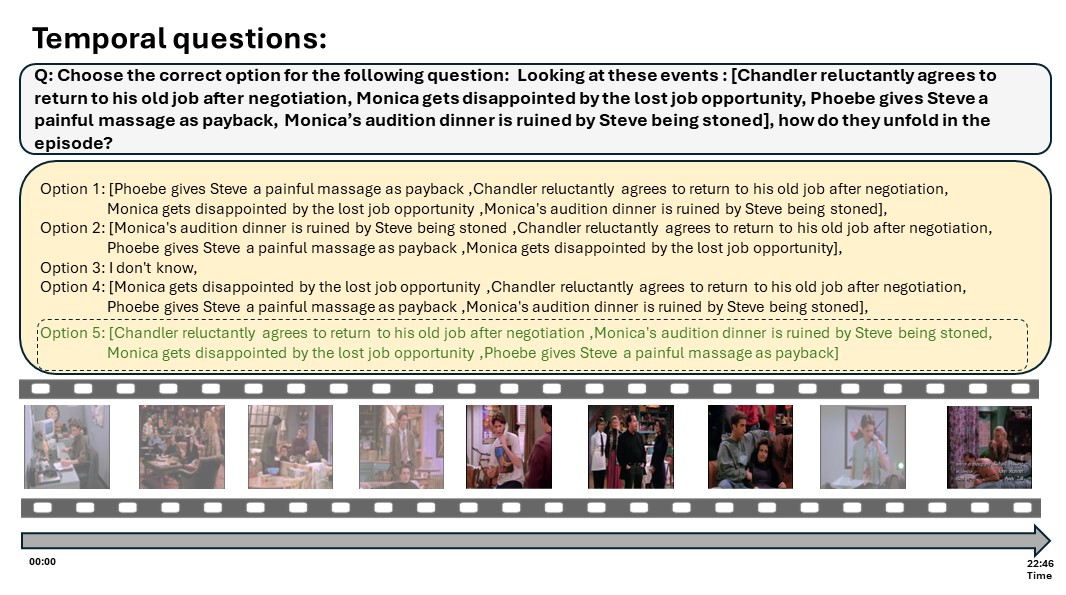 Temporal questions:
Q: Choose the correct option for the following question:  Looking at these events : [Chandler reluctantly agrees to
return to his old job after negotiation, Monica gets disappointed by the lost job opportunity, Phoebe gives Steve a
painful massage as payback,  Monica’s audition dinner is ruined by Steve being stoned], how do they unfold in the
episode?
Option 1: [Phoebe gives Steve a painful massage as payback ,Chandler reluctantly agrees to return to his old job after negotiation,
Monica gets disappointed by the lost job opportunity ,Monica's audition dinner is ruined by Steve being stoned],
Option 2: [Monica's audition dinner is ruined by Steve being stoned ,Chandler reluctantly agrees to return to his old job after negotiation,
Phoebe gives Steve a painful massage as payback ,Monica gets disappointed by the lost job opportunity],
Option 3: I don't know,
Option 4: [Monica gets disappointed by the lost job opportunity ,Chandler reluctantly agrees to return to his old job after negotiation,
Phoebe gives Steve a painful massage as payback ,Monica's audition dinner is ruined by Steve being stoned],
Option 5: [Chandler reluctantly agrees to return to his old job after negotiation ,Monica's audition dinner is ruined by Steve being stoned,
Monica gets disappointed by the lost job opportunity ,Phoebe gives Steve a painful massage as payback]
00:00
22:46
Time